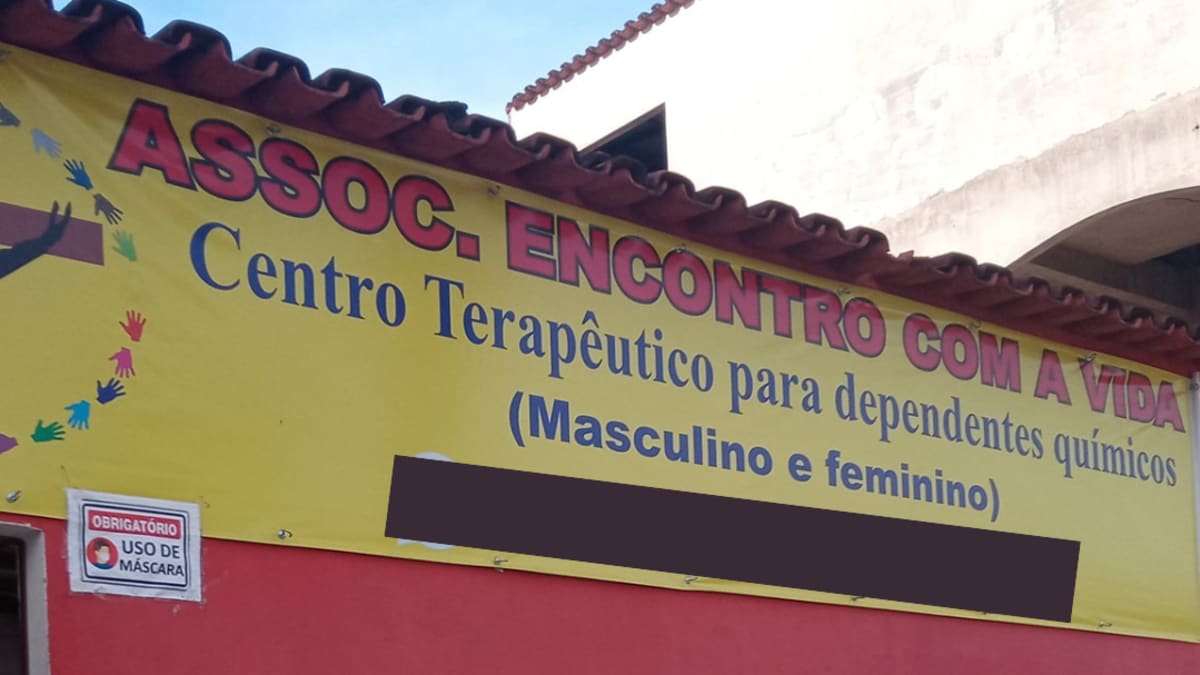 ASSOC. ENCONTRO COM A VIDA
Centro Terapêutico para dependentes químicos
(Masculino e feminino)
OBRIGATÓRIO
USO DE
MÁSCARA